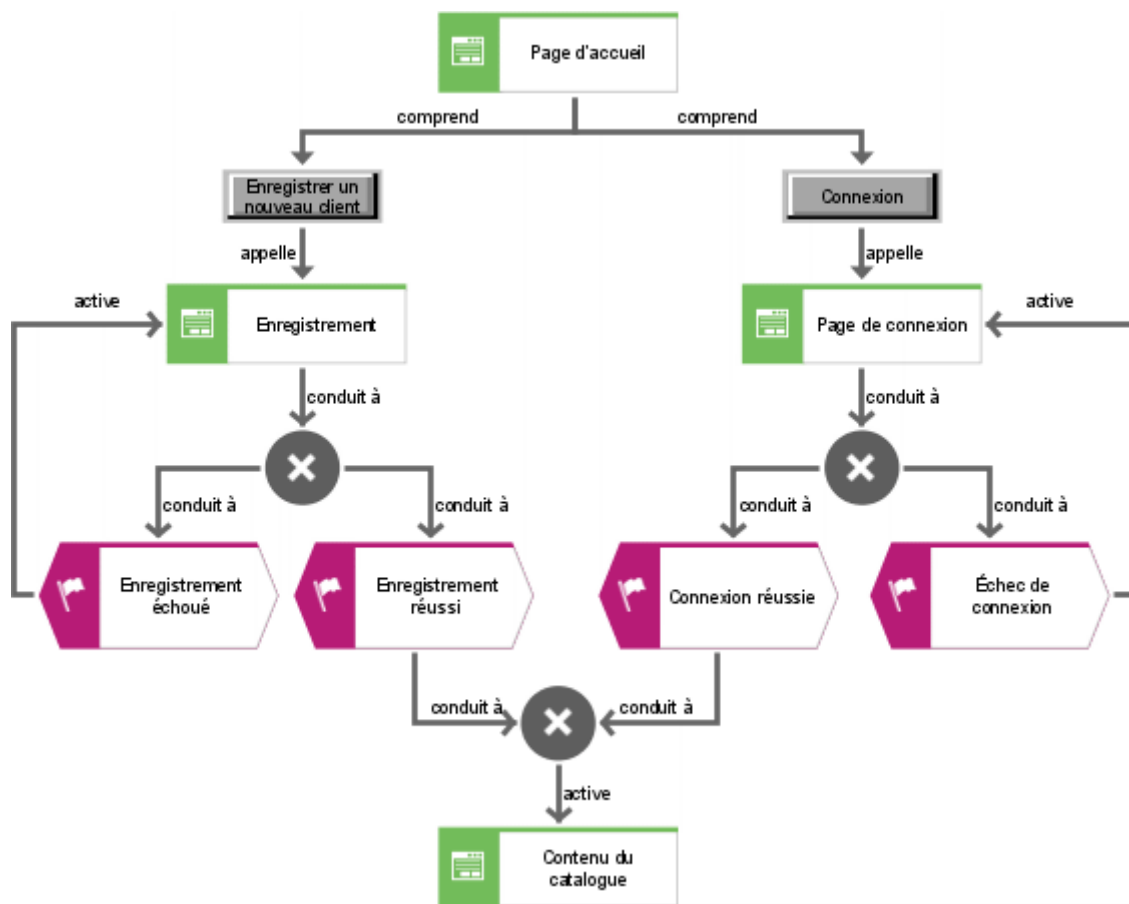 Page d'accueil
comprend
comprend
Enregistrer un
nouveau client
Connexion
appelle
appelle
active
Enregistrement
Page de connexion
active
conduit à
conduit à
conduit à
conduit à
conduit à
conduit à
Enregistrement
échoué
Enregistrement
réussi
Connexion réussie
Échec de
connexion
conduit à
conduit à
active
Contenu du
catalogue